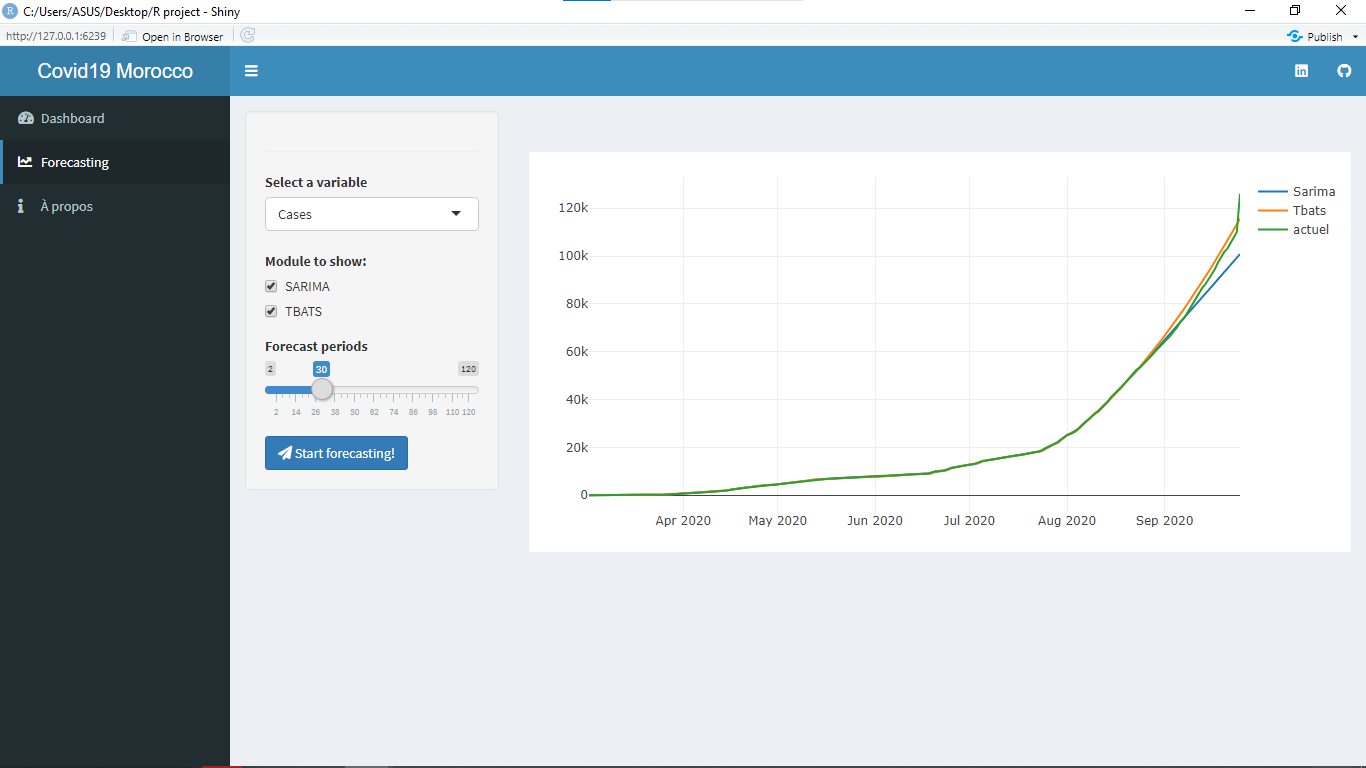 C:/Users/ASUS/Desktop/R project - Shiny
http://127.0.0.1:6239 Open in Browser Publish
Covid19 Morocco
Dashboard
Forecasting
À propos
Select a variable
Cases
Module to show:
SARIMA
TBATS
Forecast periods
2 30 120
2 14 26 38 50 62 74 86 98 110 120
Start forecasting!
120k
100k
80k
60k
40k
20k
0
Apr 2020 May 2020 Jun 2020 Jul 2020 Aug 2020 Sep 2020
Sarima
Tbats
actuel